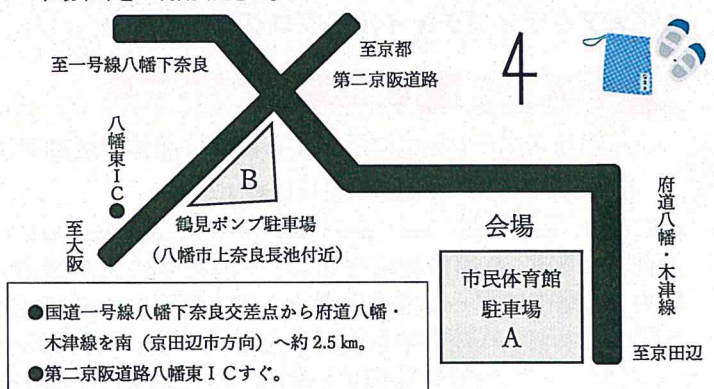 至一号線八幡下奈良
至京都
第二京阪道路
4
八幡東IC
至大阪
B
鶴見ポンプ駐車場
(八幡市上奈良長池付近)
会場
市民体育館
駐車場
A
府道八幡・木津線
至京田辺
●国道一号線八幡下奈良交差点から府道八幡・
木津線を南(京田辺市方向)へ約2.5㎞。
●第二京阪道路八幡東ICすぐ。